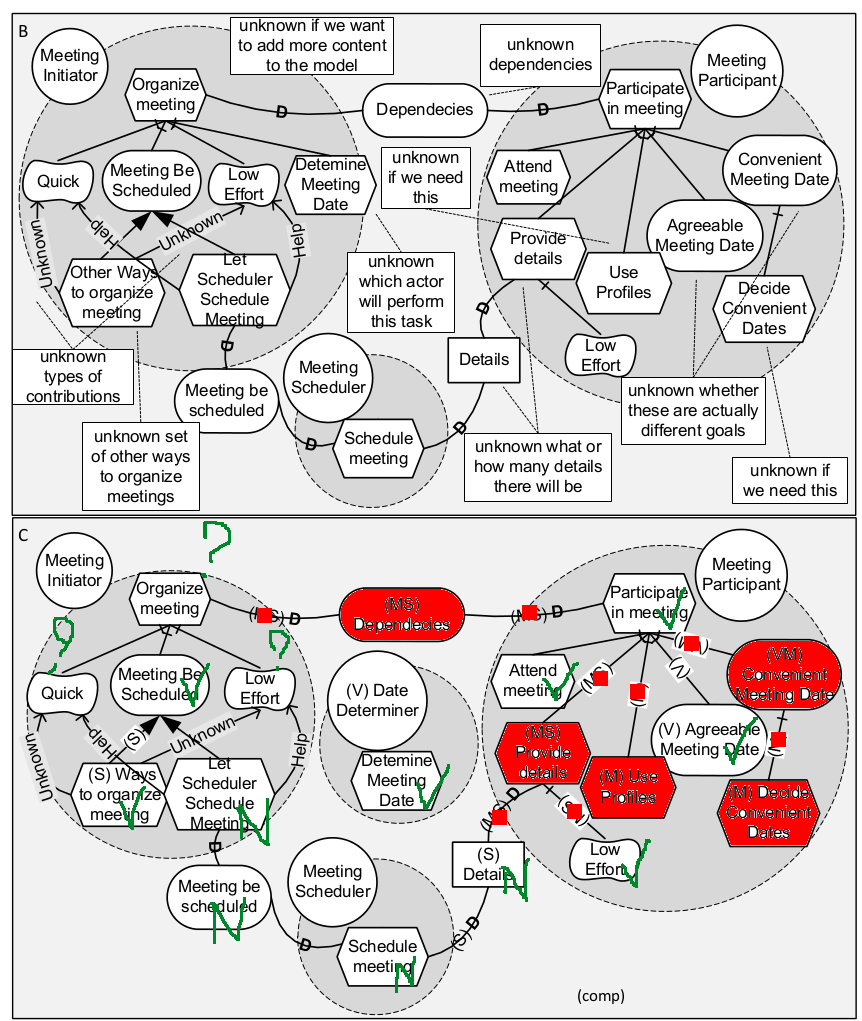 B
Meeting
Initiator
unknown if we want
to add more content
to the model
unknown
dependencies
Meeting
Participant
Organize
meeting
D
Dependecies
D
Participate
in meeting
Quick
Meeting Be
Scheduled
Low
Effort
Detemine
Meeting
Date
unknown
if we need
this
Attend
meeting
Convenient
Meeting Date
Unknown
Help
Unknown
Help
Agreeable
Meeting Date
Provide
details
Use
Profiles
Other Ways
to organize
meeting
Let
Scheduler
Schedule
Meeting
unknown
which actor
will perform
this task
Decide
Convenient
Dates
D
D
Low
Effort
unknown
types of
contributions
Meeting be
scheduled
Meeting
Scheduler
Details
unknown whether
these are actually
different goals
unknown set
of other ways
to organize
meetings
D
Schedule
meeting
D
unknown what or
how many details
there will be
unknown if
we need this
C
?
Meeting
Initiator
Meeting
Participant
Organize
meeting
D
(MS)
Dependecies
D
Participate
in meeting
?
?
Quick
Meeting Be
Scheduled
Low
Effort
(V) Date
Determiner
Attend
meeting
(V)
(VM)
Convenient
Meeting Date
Unknown
Help
(S)
Unknown
Help
(V) Agreeable
Meeting Date
(MS)
Provide
details
(M) Use
Profiles
(S) Ways
to organize
meeting
Let
Scheduler
Schedule
Meeting
N
Detemine
Meeting
Date
(M) Decide
Convenient
Dates
D
D
Low
Effort
(S)
Details
N
Meeting be
scheduled
N
Meeting
Scheduler
D
Schedule
meeting
N
(S)
D
(comp)